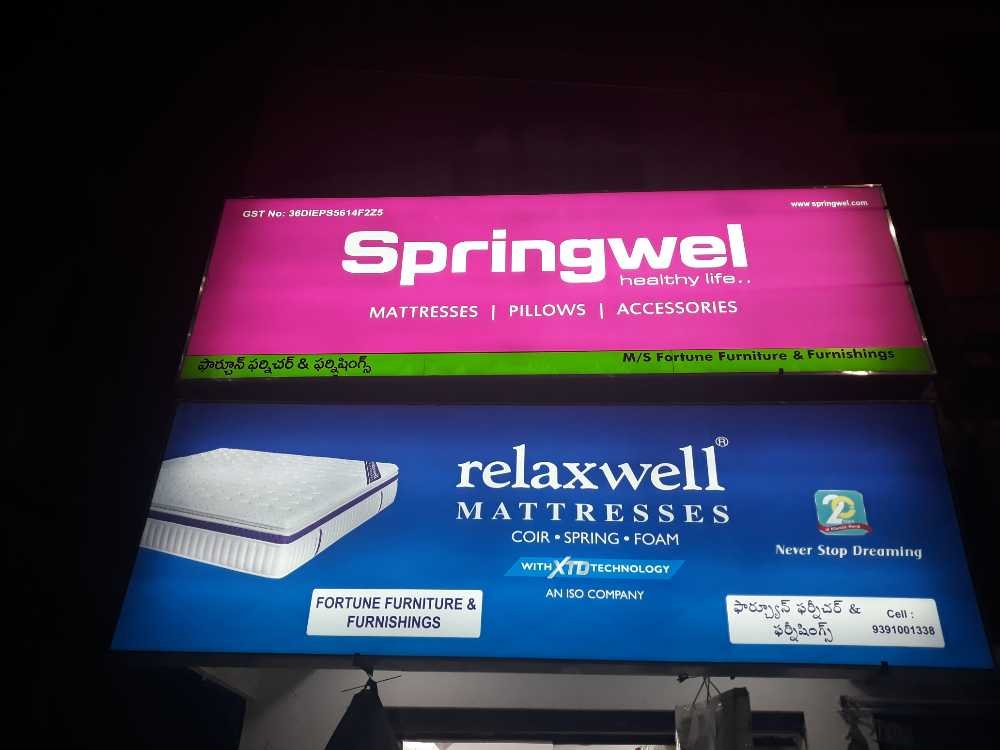 GST No: 36DIEPS5614F2Z5
www.springwel.com
Springwel
healthy life..
MATTRESSES | PILLOWS | ACCESSORIES
ఫార్చూన్ ఫర్నిచర్ & ఫర్నిషింగ్స్
M/S Fortune Furniture & Furnishings
relaxwell®
MATTRESSES
COIR • SPRING • FOAM
WITH XTD TECHNOLOGY
AN ISO COMPANY
20
Never Stop Dreaming
FORTUNE FURNITURE &
FURNISHINGS
ఫార్చ్యూన్ ఫర్నీచర్ &
ఫర్నీషింగ్స్
Cell :
9391001338